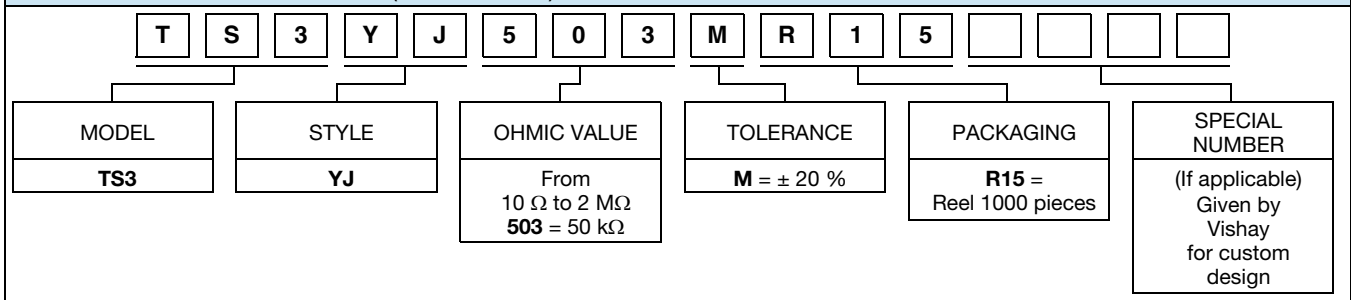 T S 3 Y J 5 0 3 M R 1 5
MODEL
TS3
STYLE
YJ
OHMIC VALUE
From
10 Ω to 2 MΩ
503 = 50 kΩ
TOLERANCE
M = ± 20 %
PACKAGING
R15 =
Reel 1000 pieces
SPECIAL
NUMBER
(If applicable)
Given by
Vishay
for custom
design